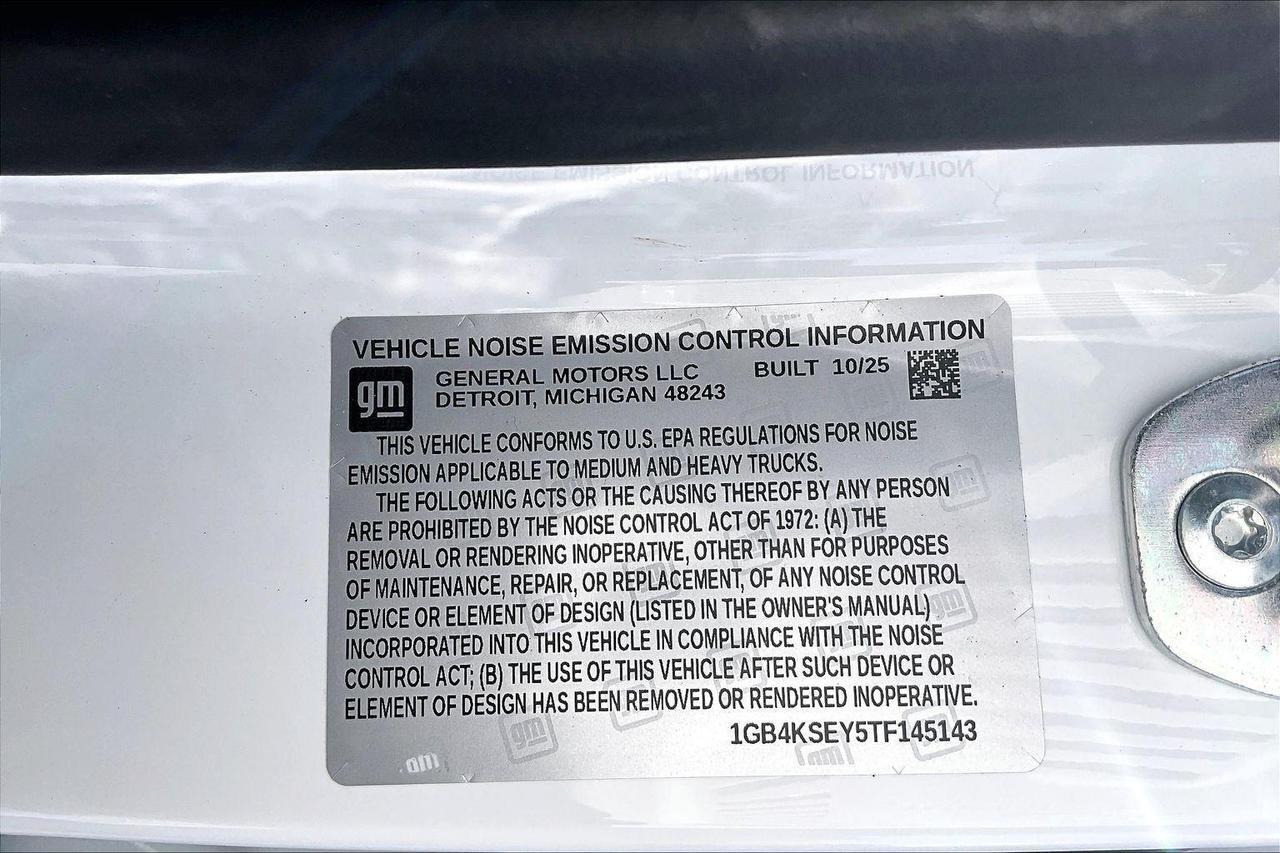 VEHICLE NOISE EMISSION CONTROL INFORMATION
gm GENERAL MOTORS LLC BUILT 10/25
DETROIT, MICHIGAN 48243
THIS VEHICLE CONFORMS TO U.S. EPA REGULATIONS FOR NOISE
EMISSION APPLICABLE TO MEDIUM AND HEAVY TRUCKS.
THE FOLLOWING ACTS OR THE CAUSING THEREOF BY ANY PERSON
ARE PROHIBITED BY THE NOISE CONTROL ACT OF 1972: (A) THE
REMOVAL OR RENDERING INOPERATIVE, OTHER THAN FOR PURPOSES
OF MAINTENANCE, REPAIR, OR REPLACEMENT, OF ANY NOISE CONTROL
DEVICE OR ELEMENT OF DESIGN (LISTED IN THE OWNER'S MANUAL)
INCORPORATED INTO THIS VEHICLE IN COMPLIANCE WITH THE NOISE
CONTROL ACT; (B) THE USE OF THIS VEHICLE AFTER SUCH DEVICE OR
ELEMENT OF DESIGN HAS BEEN REMOVED OR RENDERED INOPERATIVE.
1GB4KSEY5TF145143